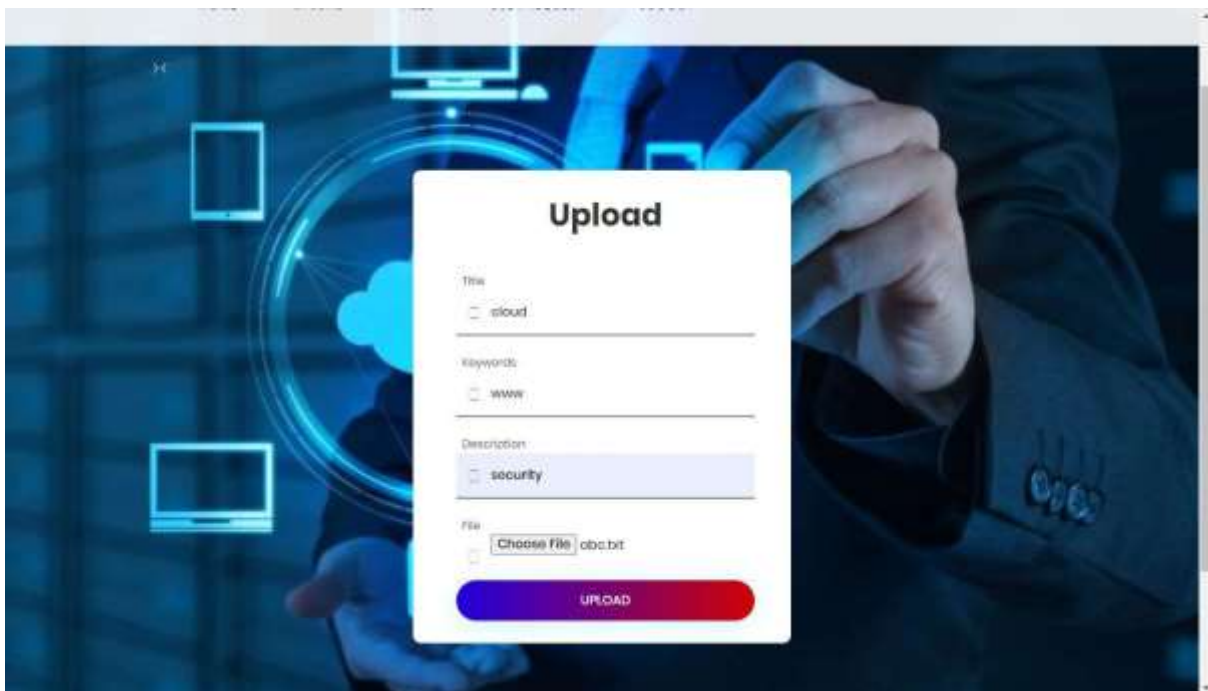 Upload
Title
cloud
Keywords
www
Description
security
File
Choose File abc.txt
UPLOAD